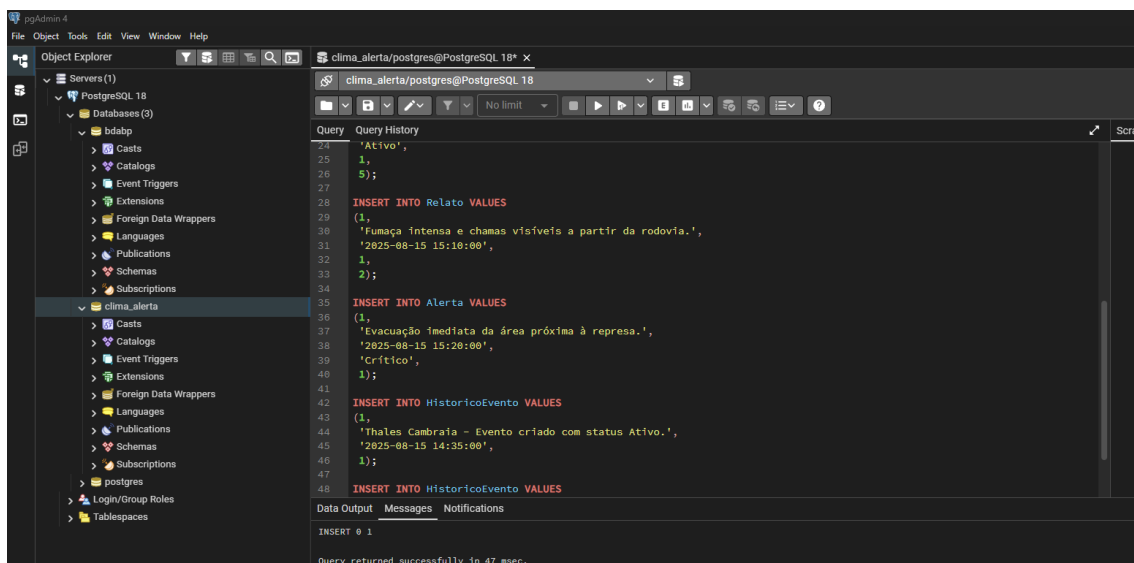 pgAdmin 4
File Object Tools Edit View Window Help
Object Explorer
Servers (1)
PostgreSQL 18
Databases (3)
bdabp
Casts
Catalogs
Event Triggers
Extensions
Foreign Data Wrappers
Languages
Publications
Schemas
Subscriptions
clima_alerta
Casts
Catalogs
Event Triggers
Extensions
Foreign Data Wrappers
Languages
Publications
Schemas
Subscriptions
postgres
Login/Group Roles
Tablespaces
clima_alerta/postgres@PostgreSQL 18*
clima_alerta/postgres@PostgreSQL 18
No limit
E
Query Query History
Scra
24 'Ativo',
25 1,
26 5);
27
28 INSERT INTO Relato VALUES
29 (1,
30 'Fumaça intensa e chamas visíveis a partir da rodovia.',
31 '2025-08-15 15:10:00',
32 1,
33 2);
34
35 INSERT INTO Alerta VALUES
36 (1,
37 'Evacuação imediata da área próxima à represa.',
38 '2025-08-15 15:20:00',
39 'Crítico',
40 1);
41
42 INSERT INTO HistoricoEvento VALUES
43 (1,
44 'Thales Cambraia - Evento criado com status Ativo.',
45 '2025-08-15 14:35:00',
46 1);
47
48 INSERT INTO HistoricoEvento VALUES
Data Output Messages Notifications
INSERT 0 1
Query returned successfully in 47 msec.